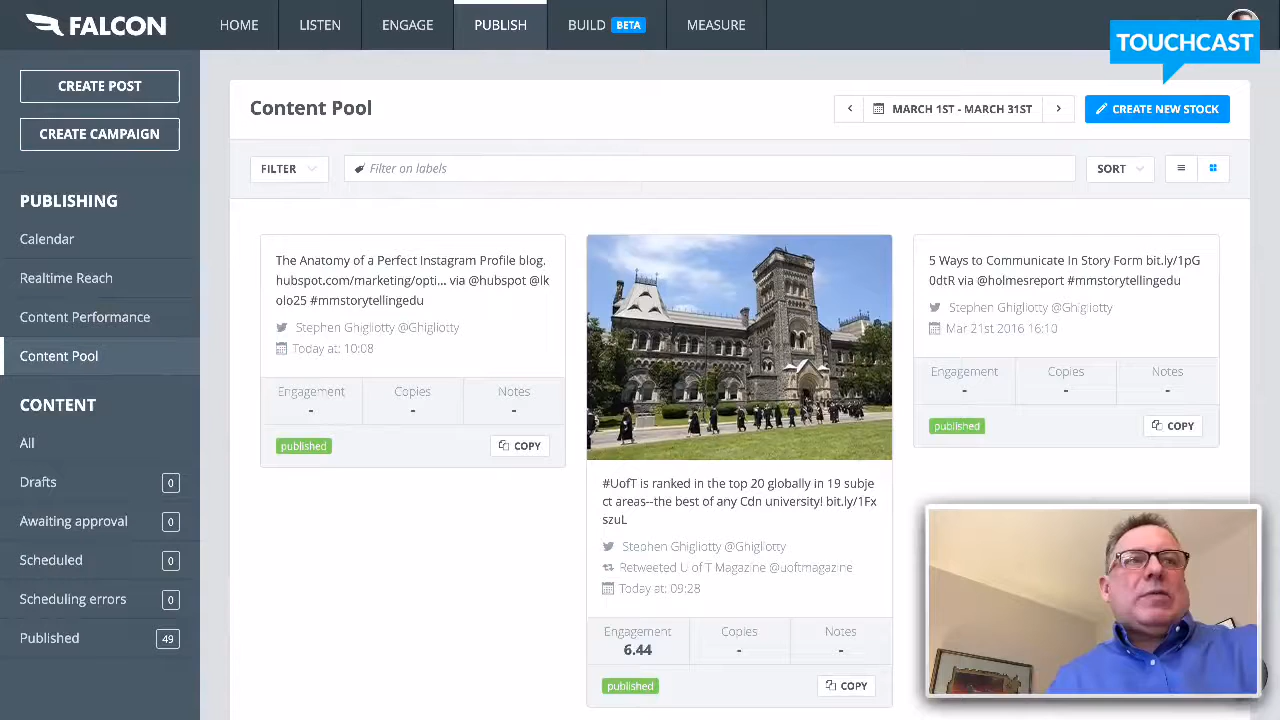 FALCON
HOME
LISTEN
ENGAGE
PUBLISH
BUILD BETA
MEASURE
TOUCHCAST
CREATE POST
CREATE CAMPAIGN
PUBLISHING
Calendar
Realtime Reach
Content Performance
Content Pool
CONTENT
All
Drafts 0
Awaiting approval 0
Scheduled 0
Scheduling errors 0
Published 49
Content Pool
MARCH 1ST - MARCH 31ST
CREATE NEW STOCK
FILTER
Filter on labels
SORT
The Anatomy of a Perfect Instagram Profile blog.
hubspot.com/marketing/opti... via @hubspot @lk
olo25 #mmstorytellingedu
Stephen Ghigliotty @Ghigliotty
Today at: 10:08
Engagement Copies Notes
- - -
published
COPY
#UofT is ranked in the top 20 globally in 19 subje
ct areas--the best of any Cdn university! bit.ly/1Fx
szuL
Stephen Ghigliotty @Ghigliotty
Retweeted U of T Magazine @uoftmagazine
Today at: 09:28
Engagement Copies Notes
6.44 - -
published
COPY
5 Ways to Communicate In Story Form bit.ly/1pG
0dtR via @holmesreport #mmstorytellingedu
Stephen Ghigliotty @Ghigliotty
Mar 21st 2016 16:10
Engagement Copies Notes
- - -
published
COPY